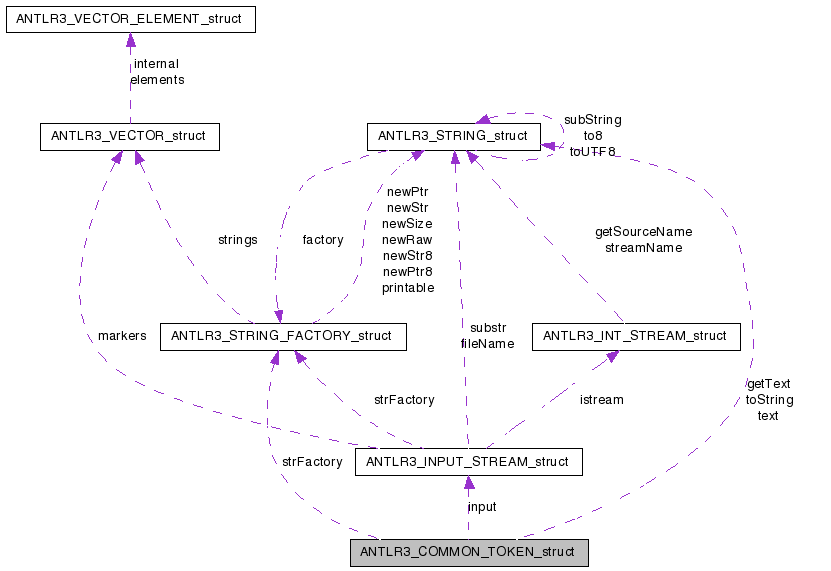 ANTLR3_VECTOR_ELEMENT_struct
internal
elements
ANTLR3_VECTOR_struct
ANTLR3_STRING_struct
subString
to8
toUTF8
strings
factory
newPtr
newStr
newSize
newRaw
newStr8
newPtr8
printable
getSourceName
streamName
markers
ANTLR3_STRING_FACTORY_struct
substr
fileName
ANTLR3_INT_STREAM_struct
strFactory
istream
getText
toString
text
strFactory
ANTLR3_INPUT_STREAM_struct
input
ANTLR3_COMMON_TOKEN_struct